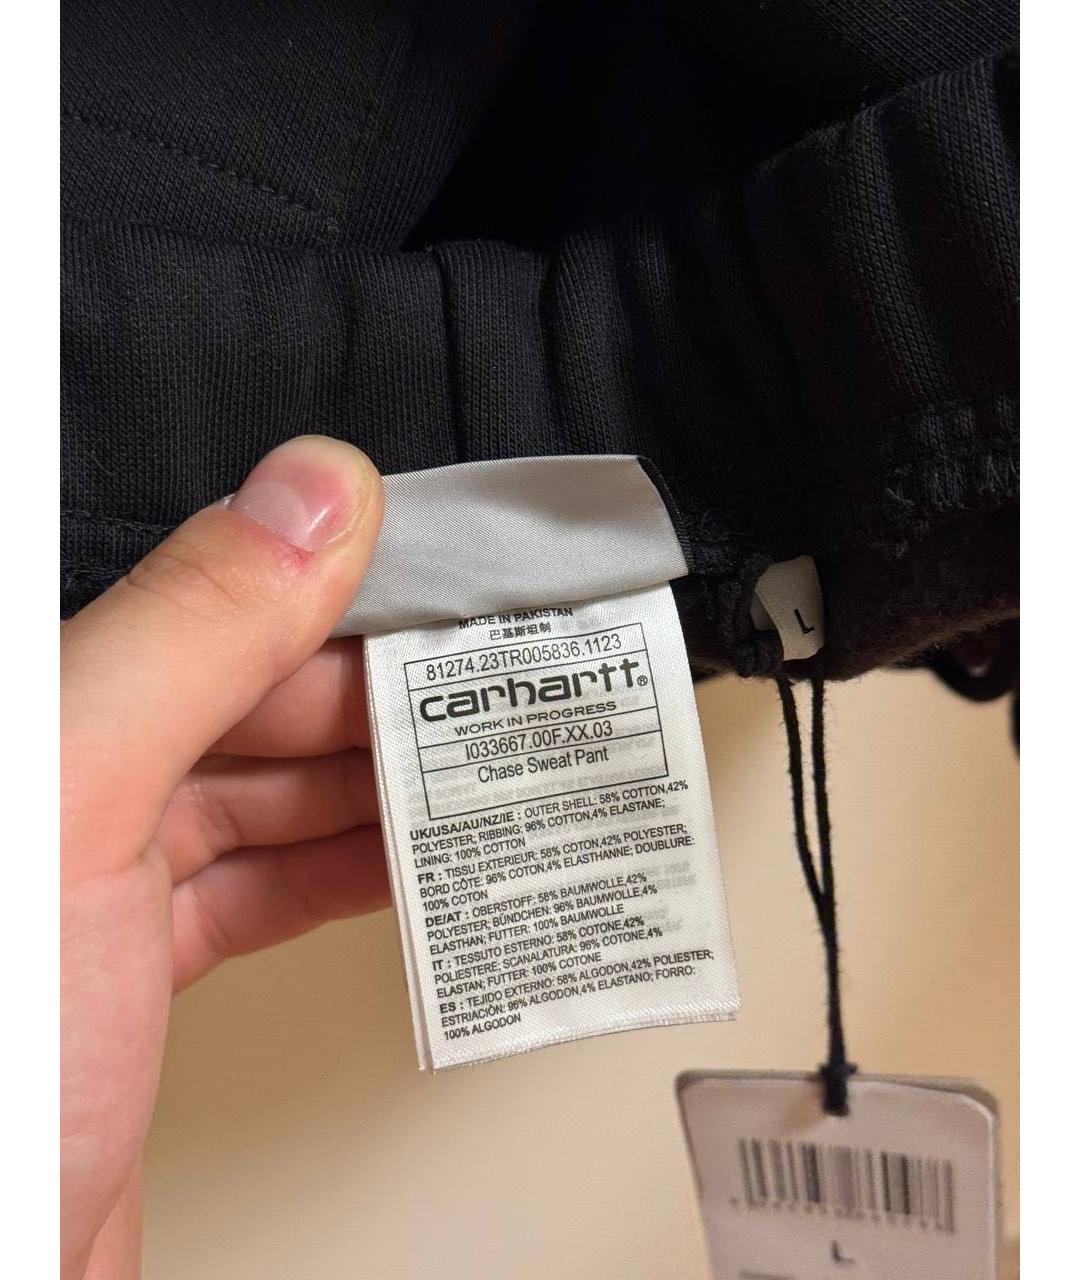 MADE IN PAKISTAN
巴基斯坦制
81274.23TR005836.1123
carhartt®
WORK IN PROGRESS
I033667.00F.XX.03
Chase Sweat Pant
UK/USA/AU/NZ/IE : OUTER SHELL: 58% COTTON,42%
POLYESTER; RIBBING: 96% COTTON,4% ELASTANE;
LINING: 100% COTTON
FR : TISSU EXTERIEUR: 58% COTON,42% POLYESTER;
BORD CÔTE: 96% COTON,4% ELASTHANNE; DOUBLURE:
100% COTON
DE/AT : OBERSTOFF: 58% BAUMWOLLE,42%
POLYESTER; BÜNDCHEN: 96% BAUMWOLLE,4%
ELASTHAN; FUTTER: 100% BAUMWOLLE
IT : TESSUTO ESTERNO: 58% COTONE,42%
POLIESTERE; SCANALATURA: 96% COTONE,4%
ELASTAN; FUTTER: 100% COTONE
ES : TEJIDO EXTERNO: 58% ALGODON,42% POLIESTER;
ESTRIACIÓN: 96% ALGODON,4% ELASTANO; FORRO:
100% ALGODON
L
L